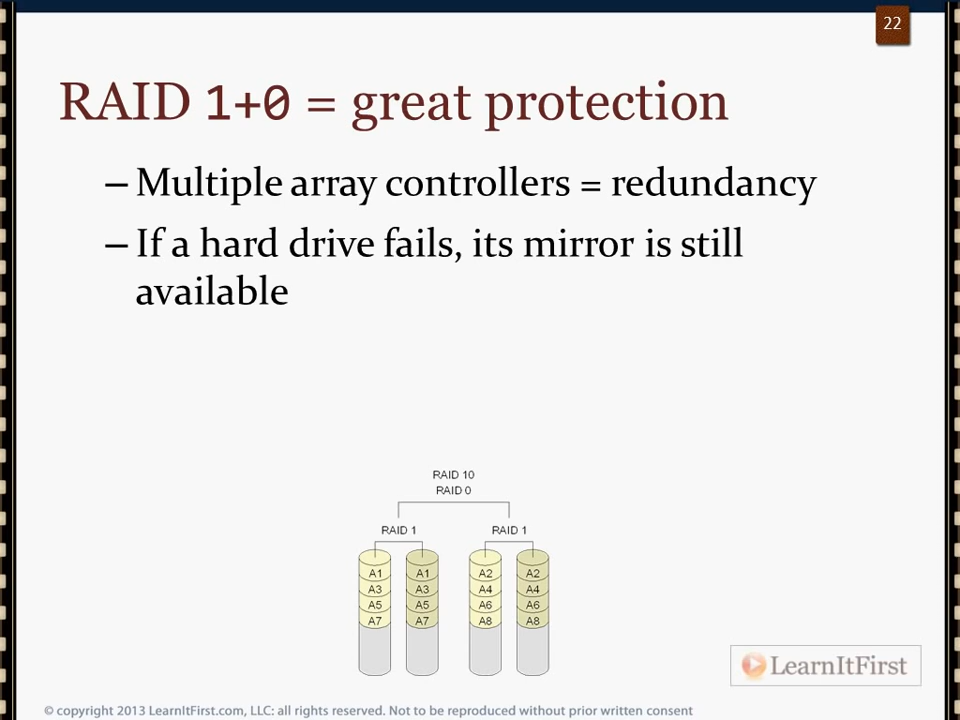 22
RAID 1+0 = great protection
– Multiple array controllers = redundancy
– If a hard drive fails, its mirror is still
available
RAID 10
RAID 0
RAID 1 RAID 1
A1 A1 A2 A2
A3 A3 A4 A4
A5 A5 A6 A6
A7 A7 A8 A8
LearnItFirst
© copyright 2013 LearnItFirst.com, LLC: all rights reserved. Not to be reproduced without prior written consent